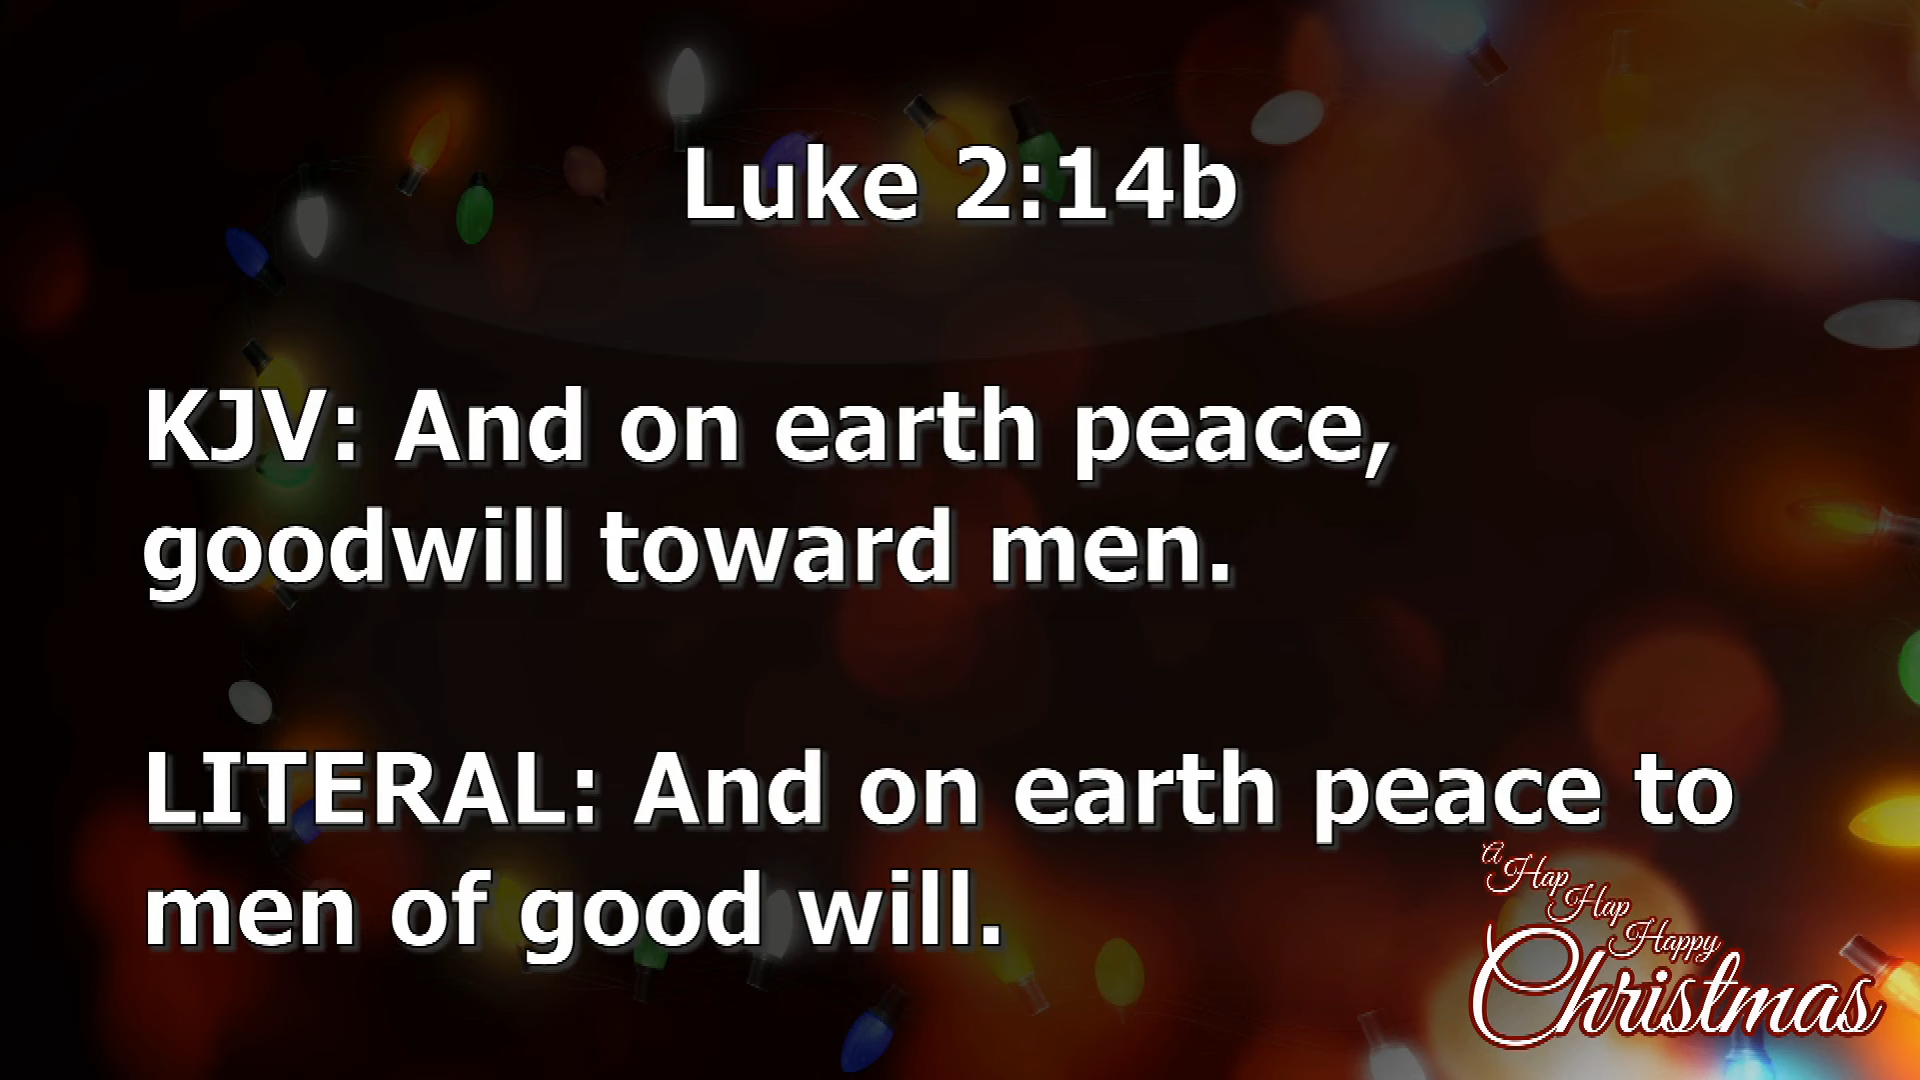 Luke 2:14b
KJV: And on earth peace,
goodwill toward men.
LITERAL: And on earth peace to
men of good will.
A
Hap
Hap
Happy
Christmas